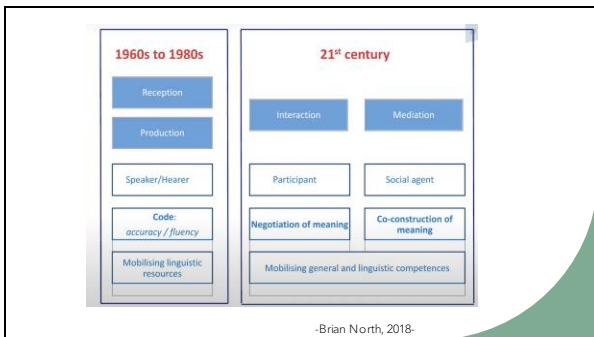 1960s to 1980s
Reception
Production
Speaker/Hearer
Code:
accuracy / fluency
Mobilising linguistic
resources
21st century
Interaction
Mediation
Participant
Social agent
Negotiation of meaning
Co-construction of
meaning
Mobilising general and linguistic competences
-Brian North, 2018-